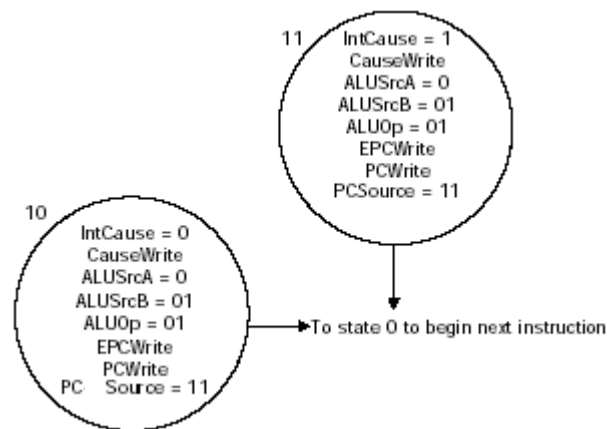 11
IntCause = 1
CauseWrite
ALUSrcA = 0
ALUSrcB = 01
ALUOp = 01
EPCWrite
PCWrite
PCSource = 11
10
IntCause = 0
CauseWrite
ALUSrcA = 0
ALUSrcB = 01
ALUOp = 01
EPCWrite
PCWrite
PC Source = 11
To state 0 to begin next instruction